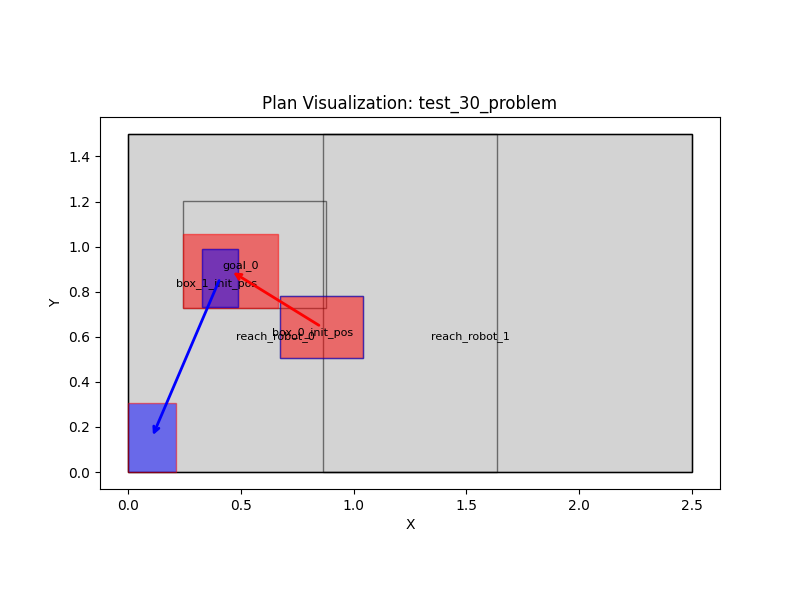 Plan Visualization: test_30_problem
1.4
1.2
1.0
0.8
0.6
0.4
0.2
0.0
Y
goal_0
box_1_init_pos
box_0_init_pos
reach_robot_0
reach_robot_1
0.0 0.5 1.0 1.5 2.0 2.5
X